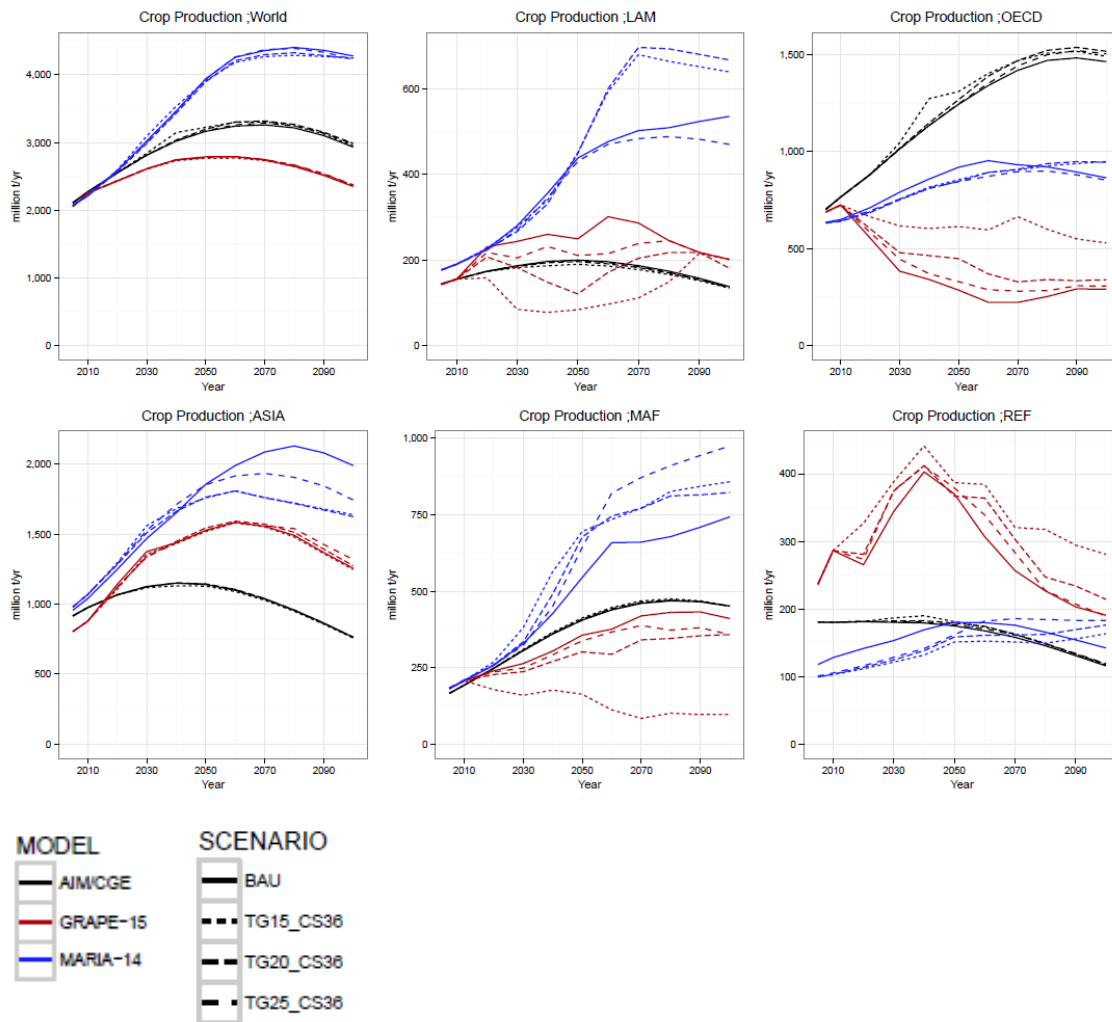 Crop Production ;World
Crop Production ;LAM
Crop Production ;OECD
million t/yr
4,000
3,000
2,000
1,000
0
2010 2030 2050 2070 2090
Year
million t/yr
600
400
200
0
2010 2030 2050 2070 2090
Year
million t/yr
1,500
1,000
500
0
2010 2030 2050 2070 2090
Year
Crop Production ;ASIA
Crop Production ;MAF
Crop Production ;REF
million t/yr
2,000
1,500
1,000
500
0
2010 2030 2050 2070 2090
Year
million t/yr
1,000
750
500
250
0
2010 2030 2050 2070 2090
Year
million t/yr
400
300
200
100
0
2010 2030 2050 2070 2090
Year
MODEL
AIM/CGE
GRAPE-15
MARIA-14
SCENARIO
BAU
TG15_CS36
TG20_CS36
TG25_CS36